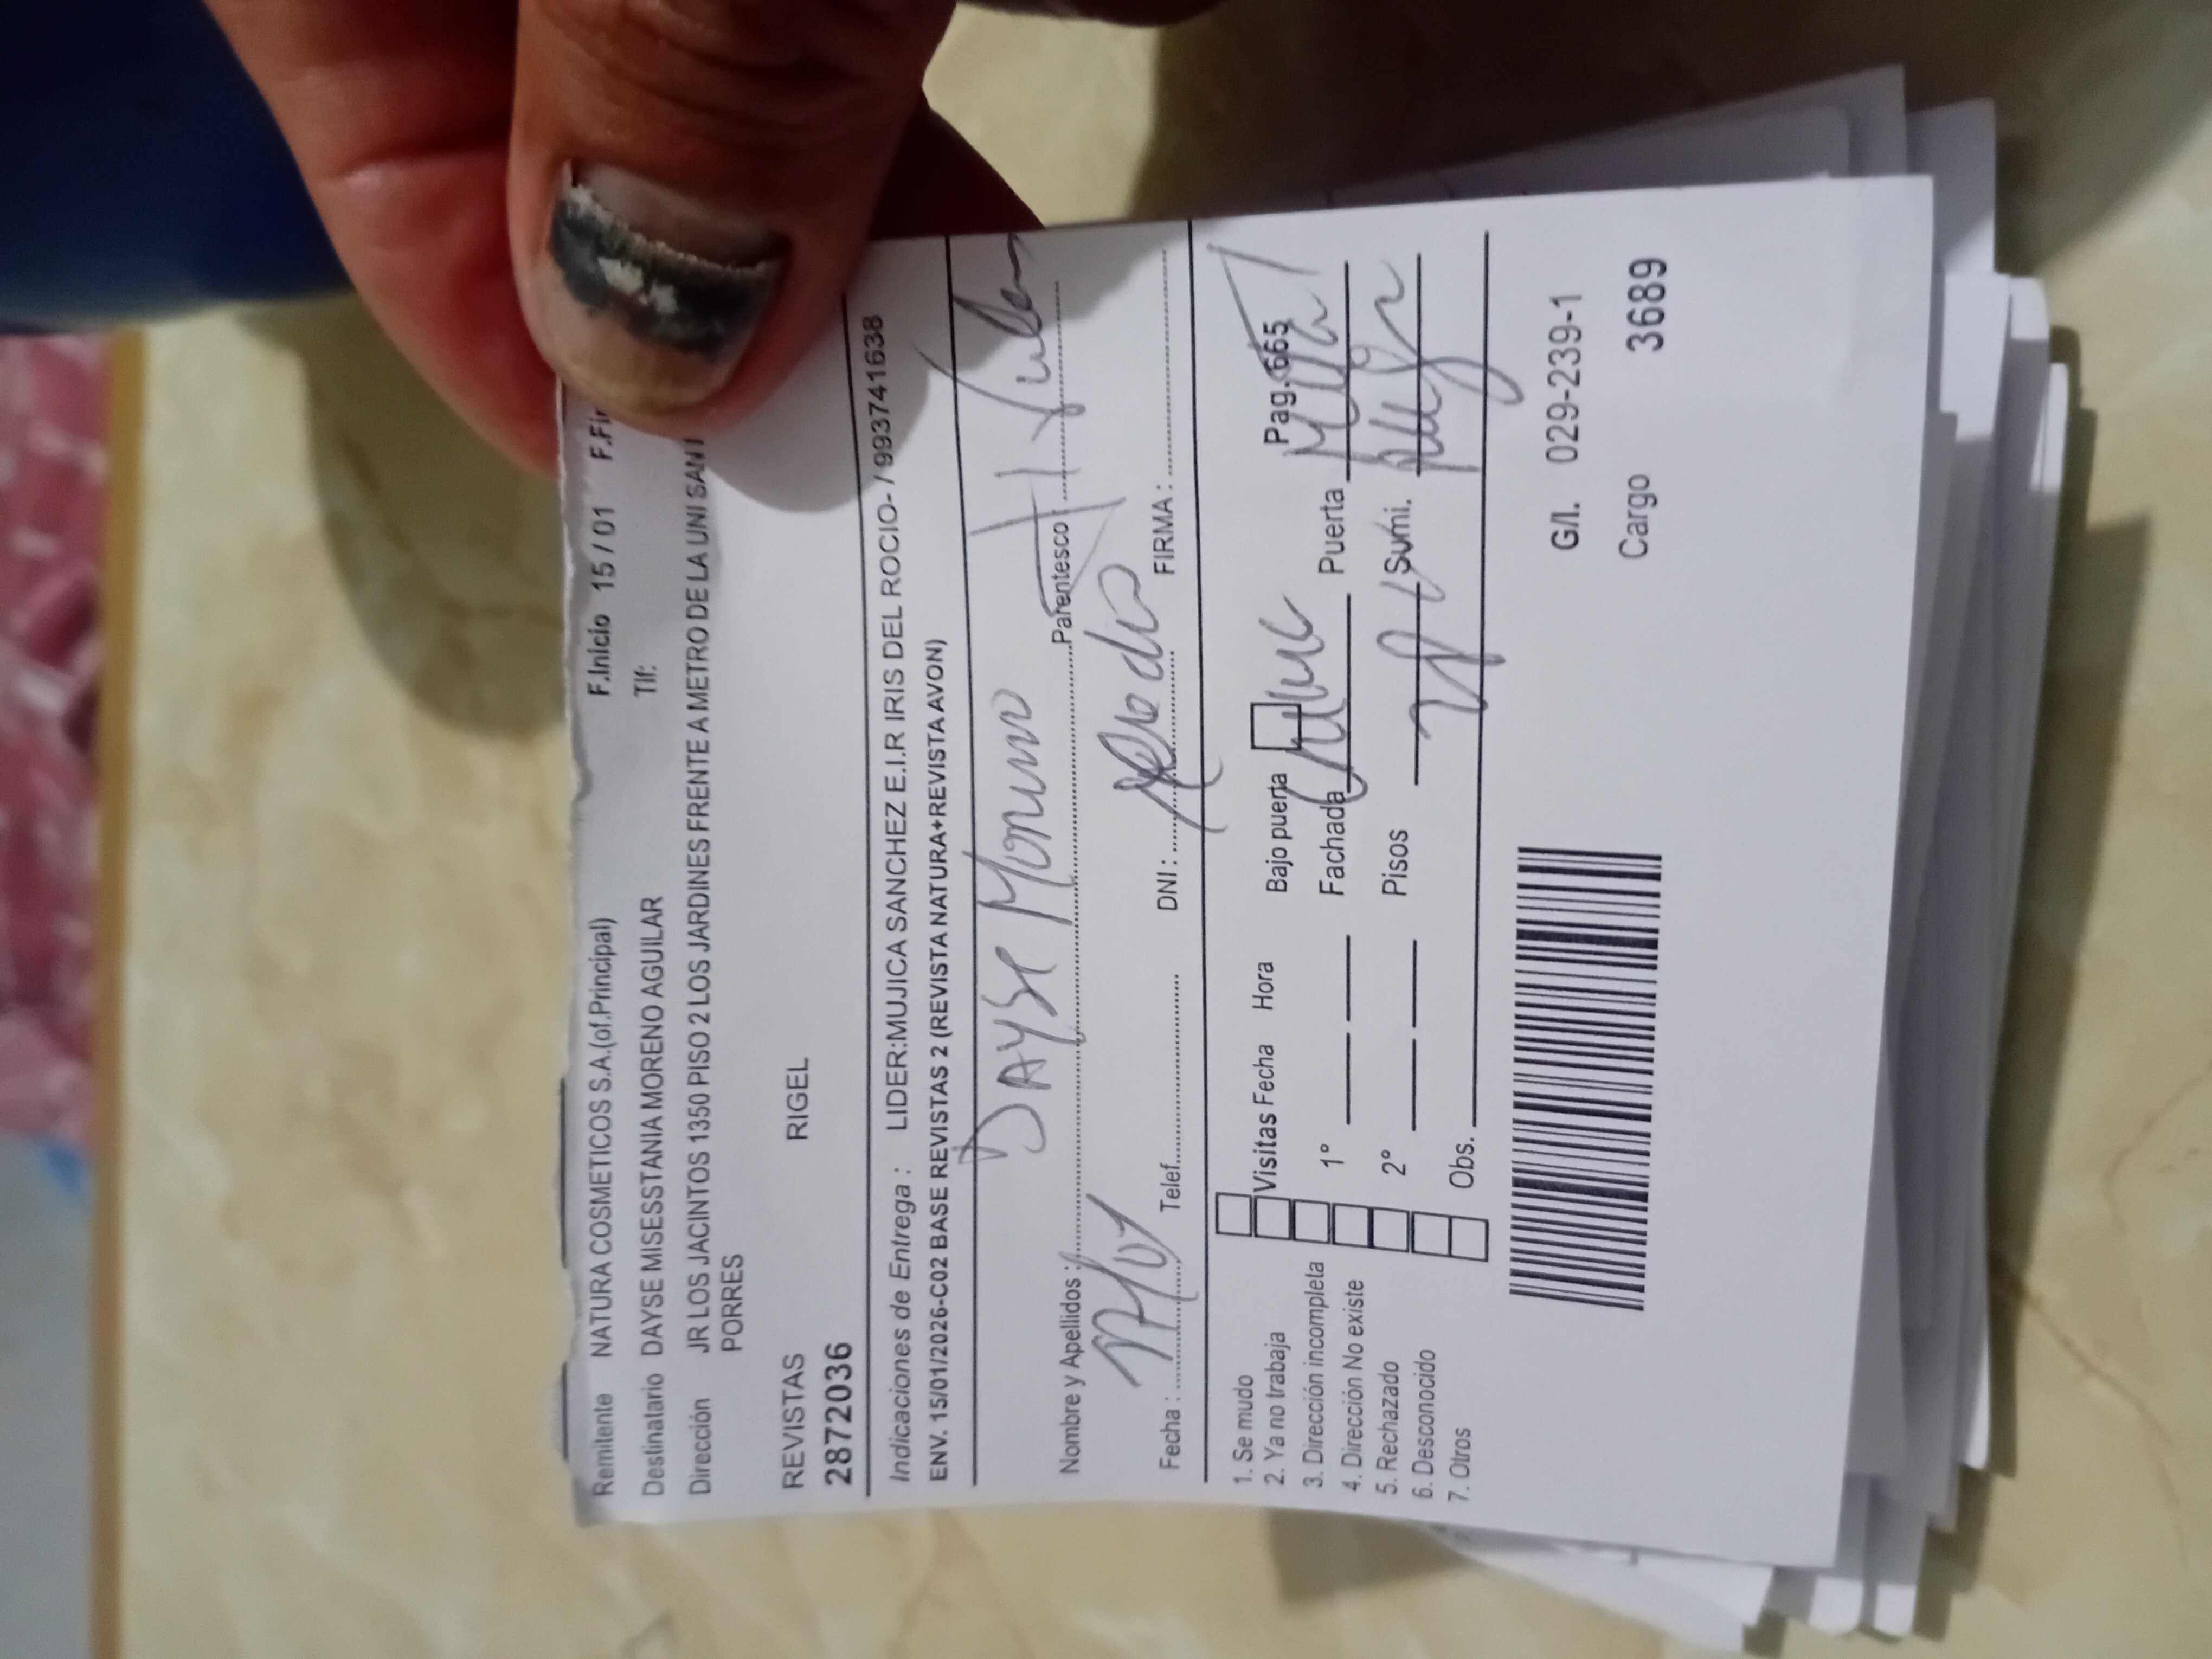 Remitente NATURA COSMETICOS S.A.(of.Principal) F.Inicio 15 / 01 F.Fi
Destinatario DAYSE MISESSTANIA MORENO AGUILAR Tlf:
Dirección JR LOS JACINTOS 1350 PISO 2 LOS JARDINES FRENTE A METRO DE LA UNI SAN
PORRES
REVISTAS RIGEL
2872036
Indicaciones de Entrega : LIDER:MUJICA SANCHEZ E.I.R IRIS DEL ROCIO- / 993741638
ENV. 15/01/2026-C02 BASE REVISTAS 2 (REVISTA NATURA+REVISTA AVON)
DAYSE Moreno
Nombre y Apellidos : Parentesco :
Fecha : Telef. DNI : FIRMA :
1. Se mudo
2. Ya no trabaja Visitas Fecha Hora Bajo puerta Pag.665
3. Dirección incompleta 1° Fachada Puerta
4. Dirección No existe
5. Rechazado 2° Pisos Sumi.
6. Desconocido
7. Otros Obs.
G/I. 029-239-1
Cargo 3689